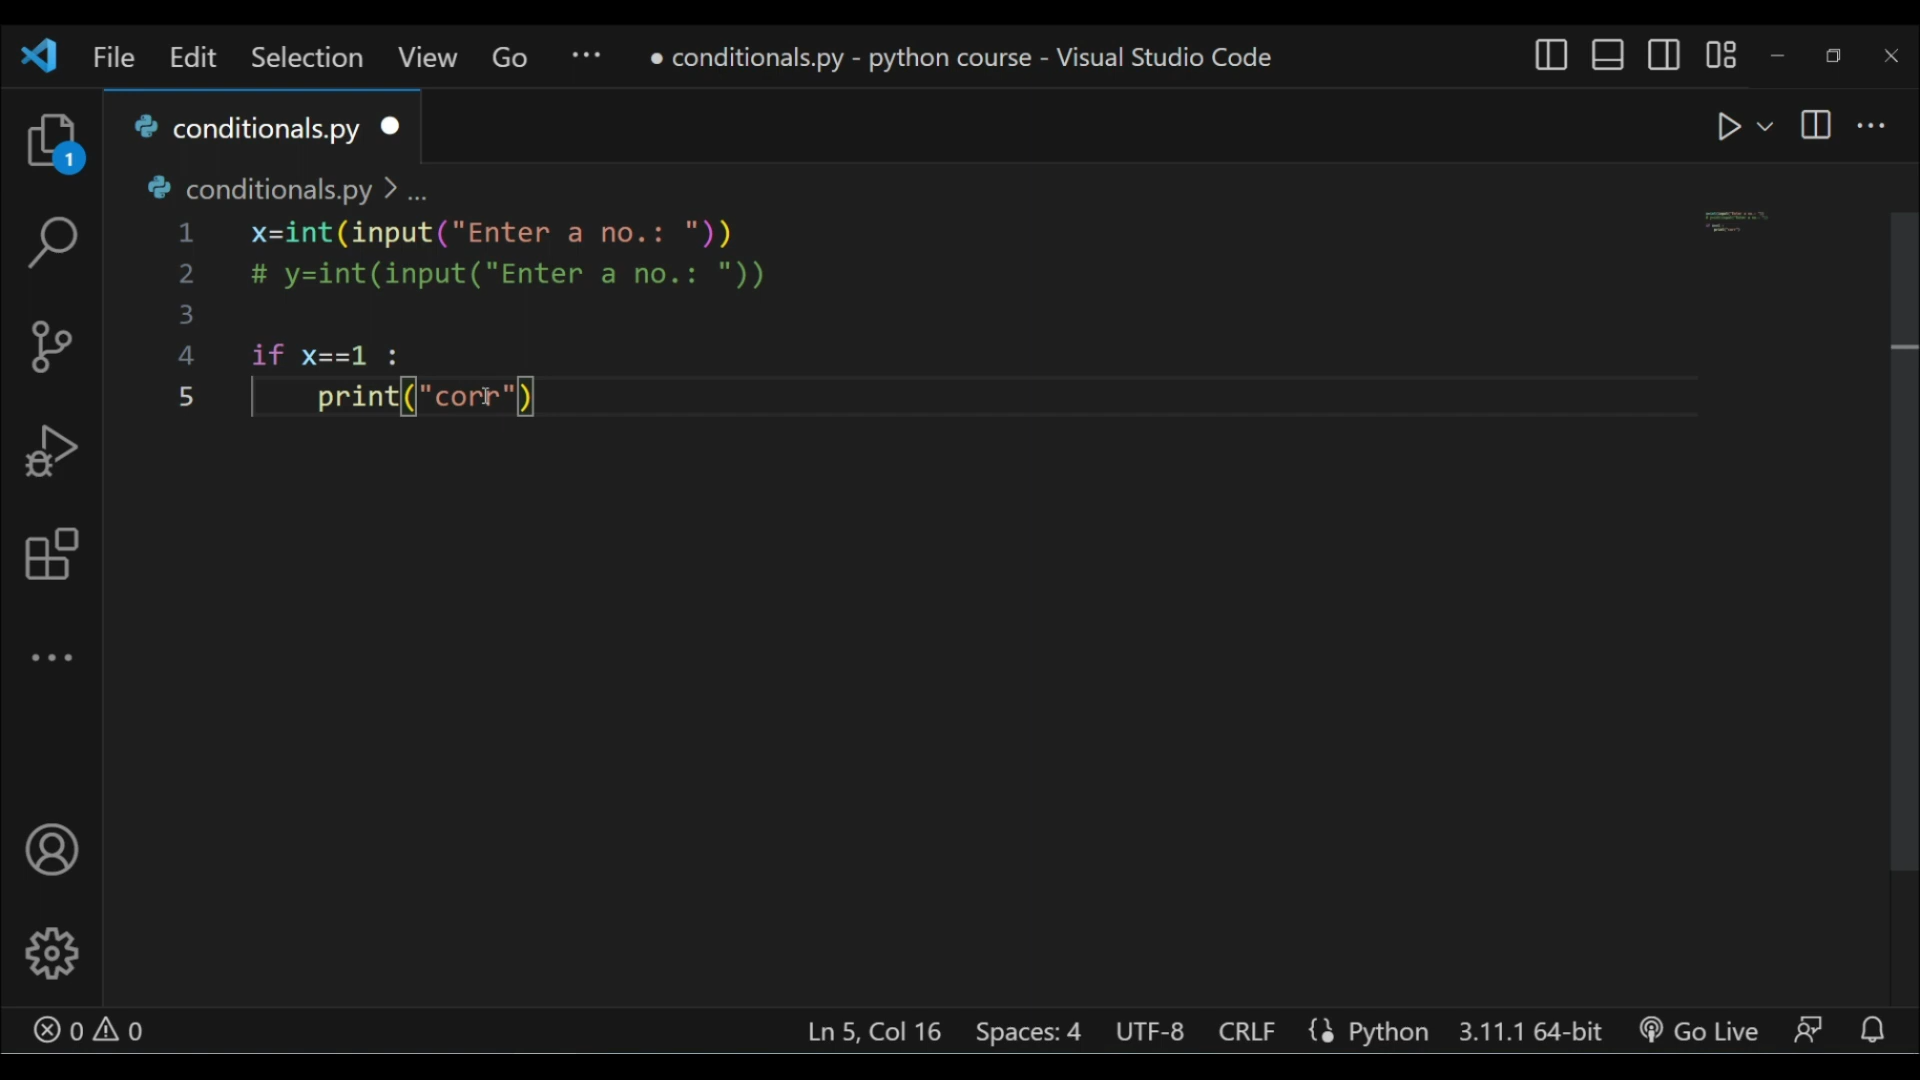 File Edit Selection View Go ··· ● conditionals.py - python course - Visual Studio Code
1
conditionals.py ●
conditionals.py > ...
1 x=int(input("Enter a no.: "))
2 # y=int(input("Enter a no.: "))
3
4 if x==1 :
5     print("corr")
0 0 Ln 5, Col 16 Spaces: 4 UTF-8 CRLF Python 3.11.1 64-bit Go Live